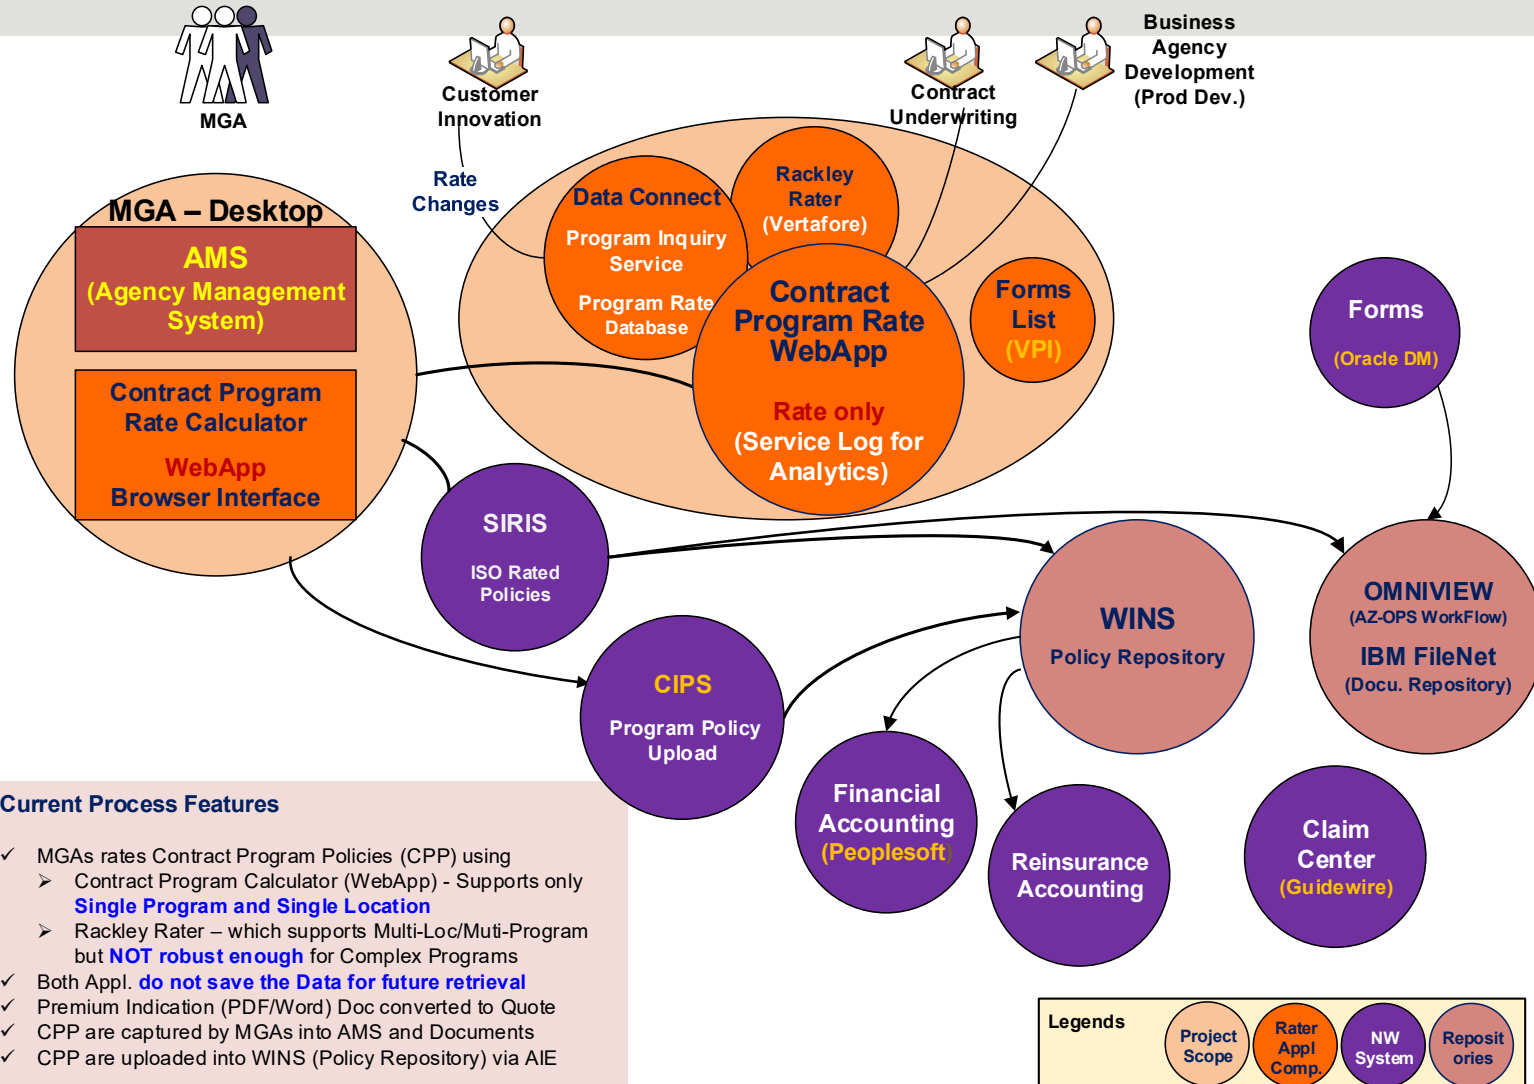 MGA
Customer
Innovation
Contract
Underwriting
Business
Agency
Development
(Prod Dev.)
Rate
Changes
MGA – Desktop
AMS
(Agency Management
System)
Contract Program
Rate Calculator
WebApp
Browser Interface
Data Connect
Program Inquiry
Service
Program Rate
Database
Rackley
Rater
(Vertafore)
Contract
Program Rate
WebApp
Rate only
(Service Log for
Analytics)
Forms
List
(VPI)
Forms
(Oracle DM)
SIRIS
ISO Rated
Policies
CIPS
Program Policy
Upload
WINS
Policy Repository
OMNIVIEW
(AZ-OPS WorkFlow)
IBM FileNet
(Docu. Repository)
Financial
Accounting
(Peoplesoft)
Reinsurance
Accounting
Claim
Center
(Guidewire)
Current Process Features
✓ MGAs rates Contract Program Policies (CPP) using
➢ Contract Program Calculator (WebApp) - Supports only
Single Program and Single Location
➢ Rackley Rater – which supports Multi-Loc/Muti-Program
but NOT robust enough for Complex Programs
✓ Both Appl. do not save the Data for future retrieval
✓ Premium Indication (PDF/Word) Doc converted to Quote
✓ CPP are captured by MGAs into AMS and Documents
✓ CPP are uploaded into WINS (Policy Repository) via AIE
Legends
Project
Scope
Rater
Appl
Comp.
NW
System
Reposit
ories